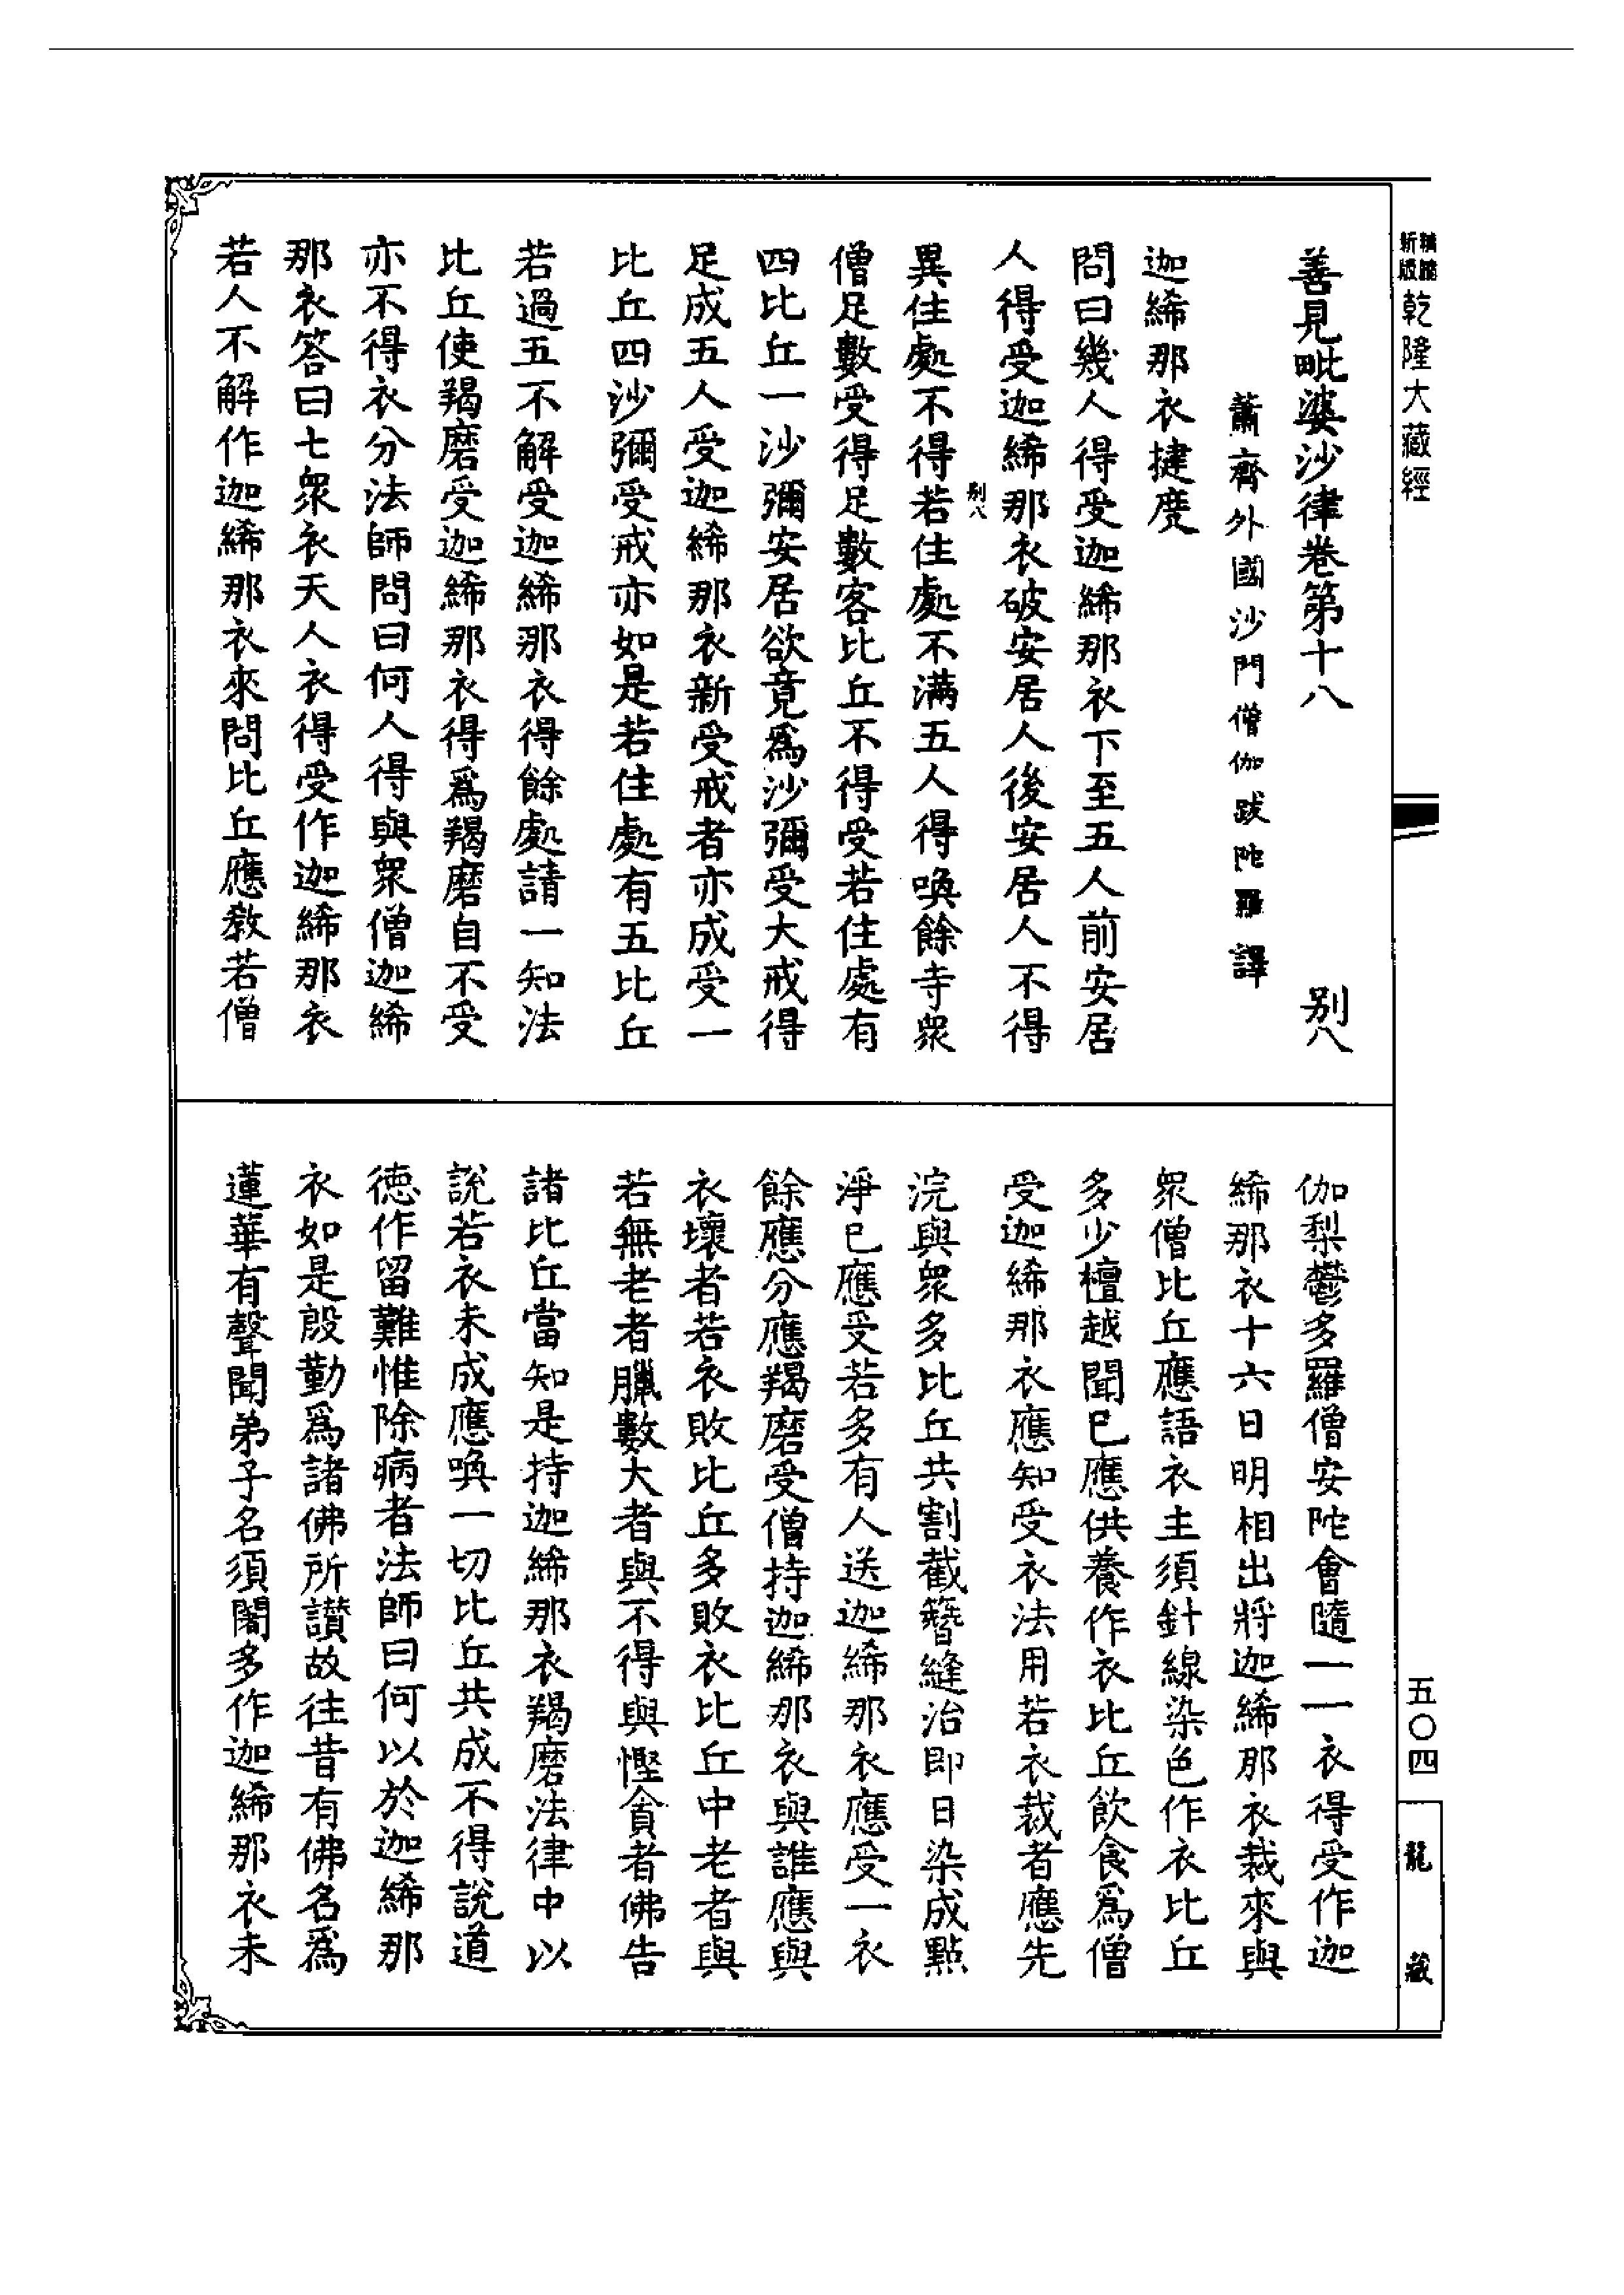 精繕新版乾隆大藏經
善見毗婆沙律卷第十八　別八
蕭齊外國沙門僧伽跋陀羅譯
迦絺那衣揵度
問曰幾人得受迦絺那衣下至五人前安居
人得受迦絺那衣破安居人後安居人不得
別八
異住處不得若住處不滿五人得喚餘寺眾
僧足數受得足數客比丘不得受若住處有
四比丘一沙彌安居欲竟爲沙彌受大戒得
足成五人受迦絺那衣新受戒者亦成受一
比丘四沙彌受戒亦如是若住處有五比丘
若過五不解受迦絺那衣得餘處請一知法
比丘使羯磨受迦絺那衣得爲羯磨自不受
亦不得衣分法師問曰何人得與眾僧迦絺
那衣答曰七眾衣天人衣得受作迦絺那衣
若人不解作迦絺那衣來問比丘應教若僧
伽梨鬱多羅僧安陀會隨一一衣得受作迦
絺那衣十六日明相出將迦絺那衣裁來與
眾僧比丘應語衣主須針線染色作衣比丘
多少檀越聞已應供養作衣比丘飲食爲僧
受迦絺那衣應知受衣法用若衣裁者應先
浣與眾多比丘共割截簪縫治即日染成點
淨已應受若多有人送迦絺那衣應受一衣
餘應分應羯磨受僧持迦絺那衣與誰應與
衣壞者若衣敗比丘多敗衣比丘中老者與
若無老者臘數大者與不得與慳貪者佛告
諸比丘當知是持迦絺那衣羯磨法律中以
說若衣未成應喚一切比丘共成不得說道
德作留難惟除病者法師曰何以於迦絺那
衣如是殷勤爲諸佛所讚故往昔有佛名爲
蓮華有聲聞弟子名須闍多作迦絺那衣未
五〇四
龍藏